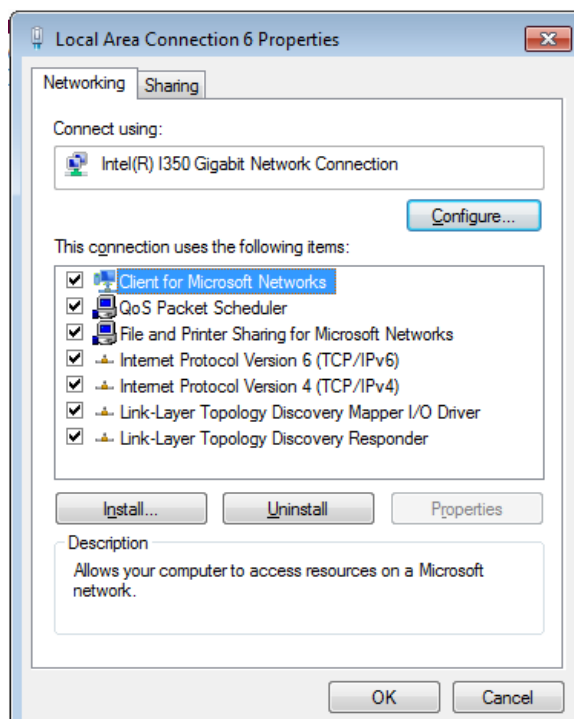 Local Area Connection 6 Properties
Networking
Sharing
Connect using:
Intel(R) I350 Gigabit Network Connection
Configure...
This connection uses the following items:
Client for Microsoft Networks
QoS Packet Scheduler
File and Printer Sharing for Microsoft Networks
Internet Protocol Version 6 (TCP/IPv6)
Internet Protocol Version 4 (TCP/IPv4)
Link-Layer Topology Discovery Mapper I/O Driver
Link-Layer Topology Discovery Responder
Install...
Uninstall
Properties
Description
Allows your computer to access resources on a Microsoft
network.
OK
Cancel